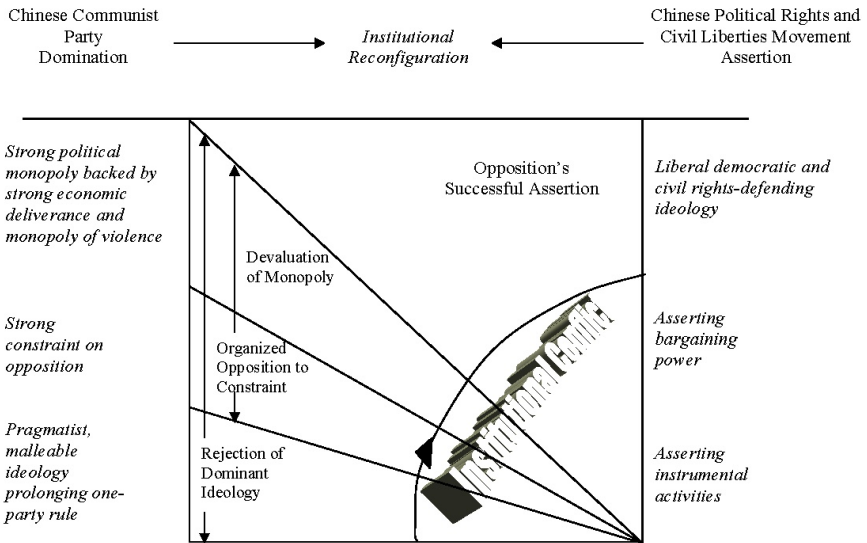 Chinese Communist
Party
Domination
Institutional
Reconfiguration
Chinese Political Rights and
Civil Liberties Movement
Assertion
Strong political
monopoly backed by
strong economic
deliverance and
monopoly of violence
Opposition's
Successful Assertion
Liberal democratic and
civil rights-defending
ideology
Devaluation
of Monopoly
Strong
constraint on
opposition
Organized
Opposition to
Constraint
Institutional Conflict
Asserting
bargaining
power
Pragmatist,
malleable
ideology
prolonging one-
party rule
Rejection of
Dominant
Ideology
Asserting
instrumental
activities